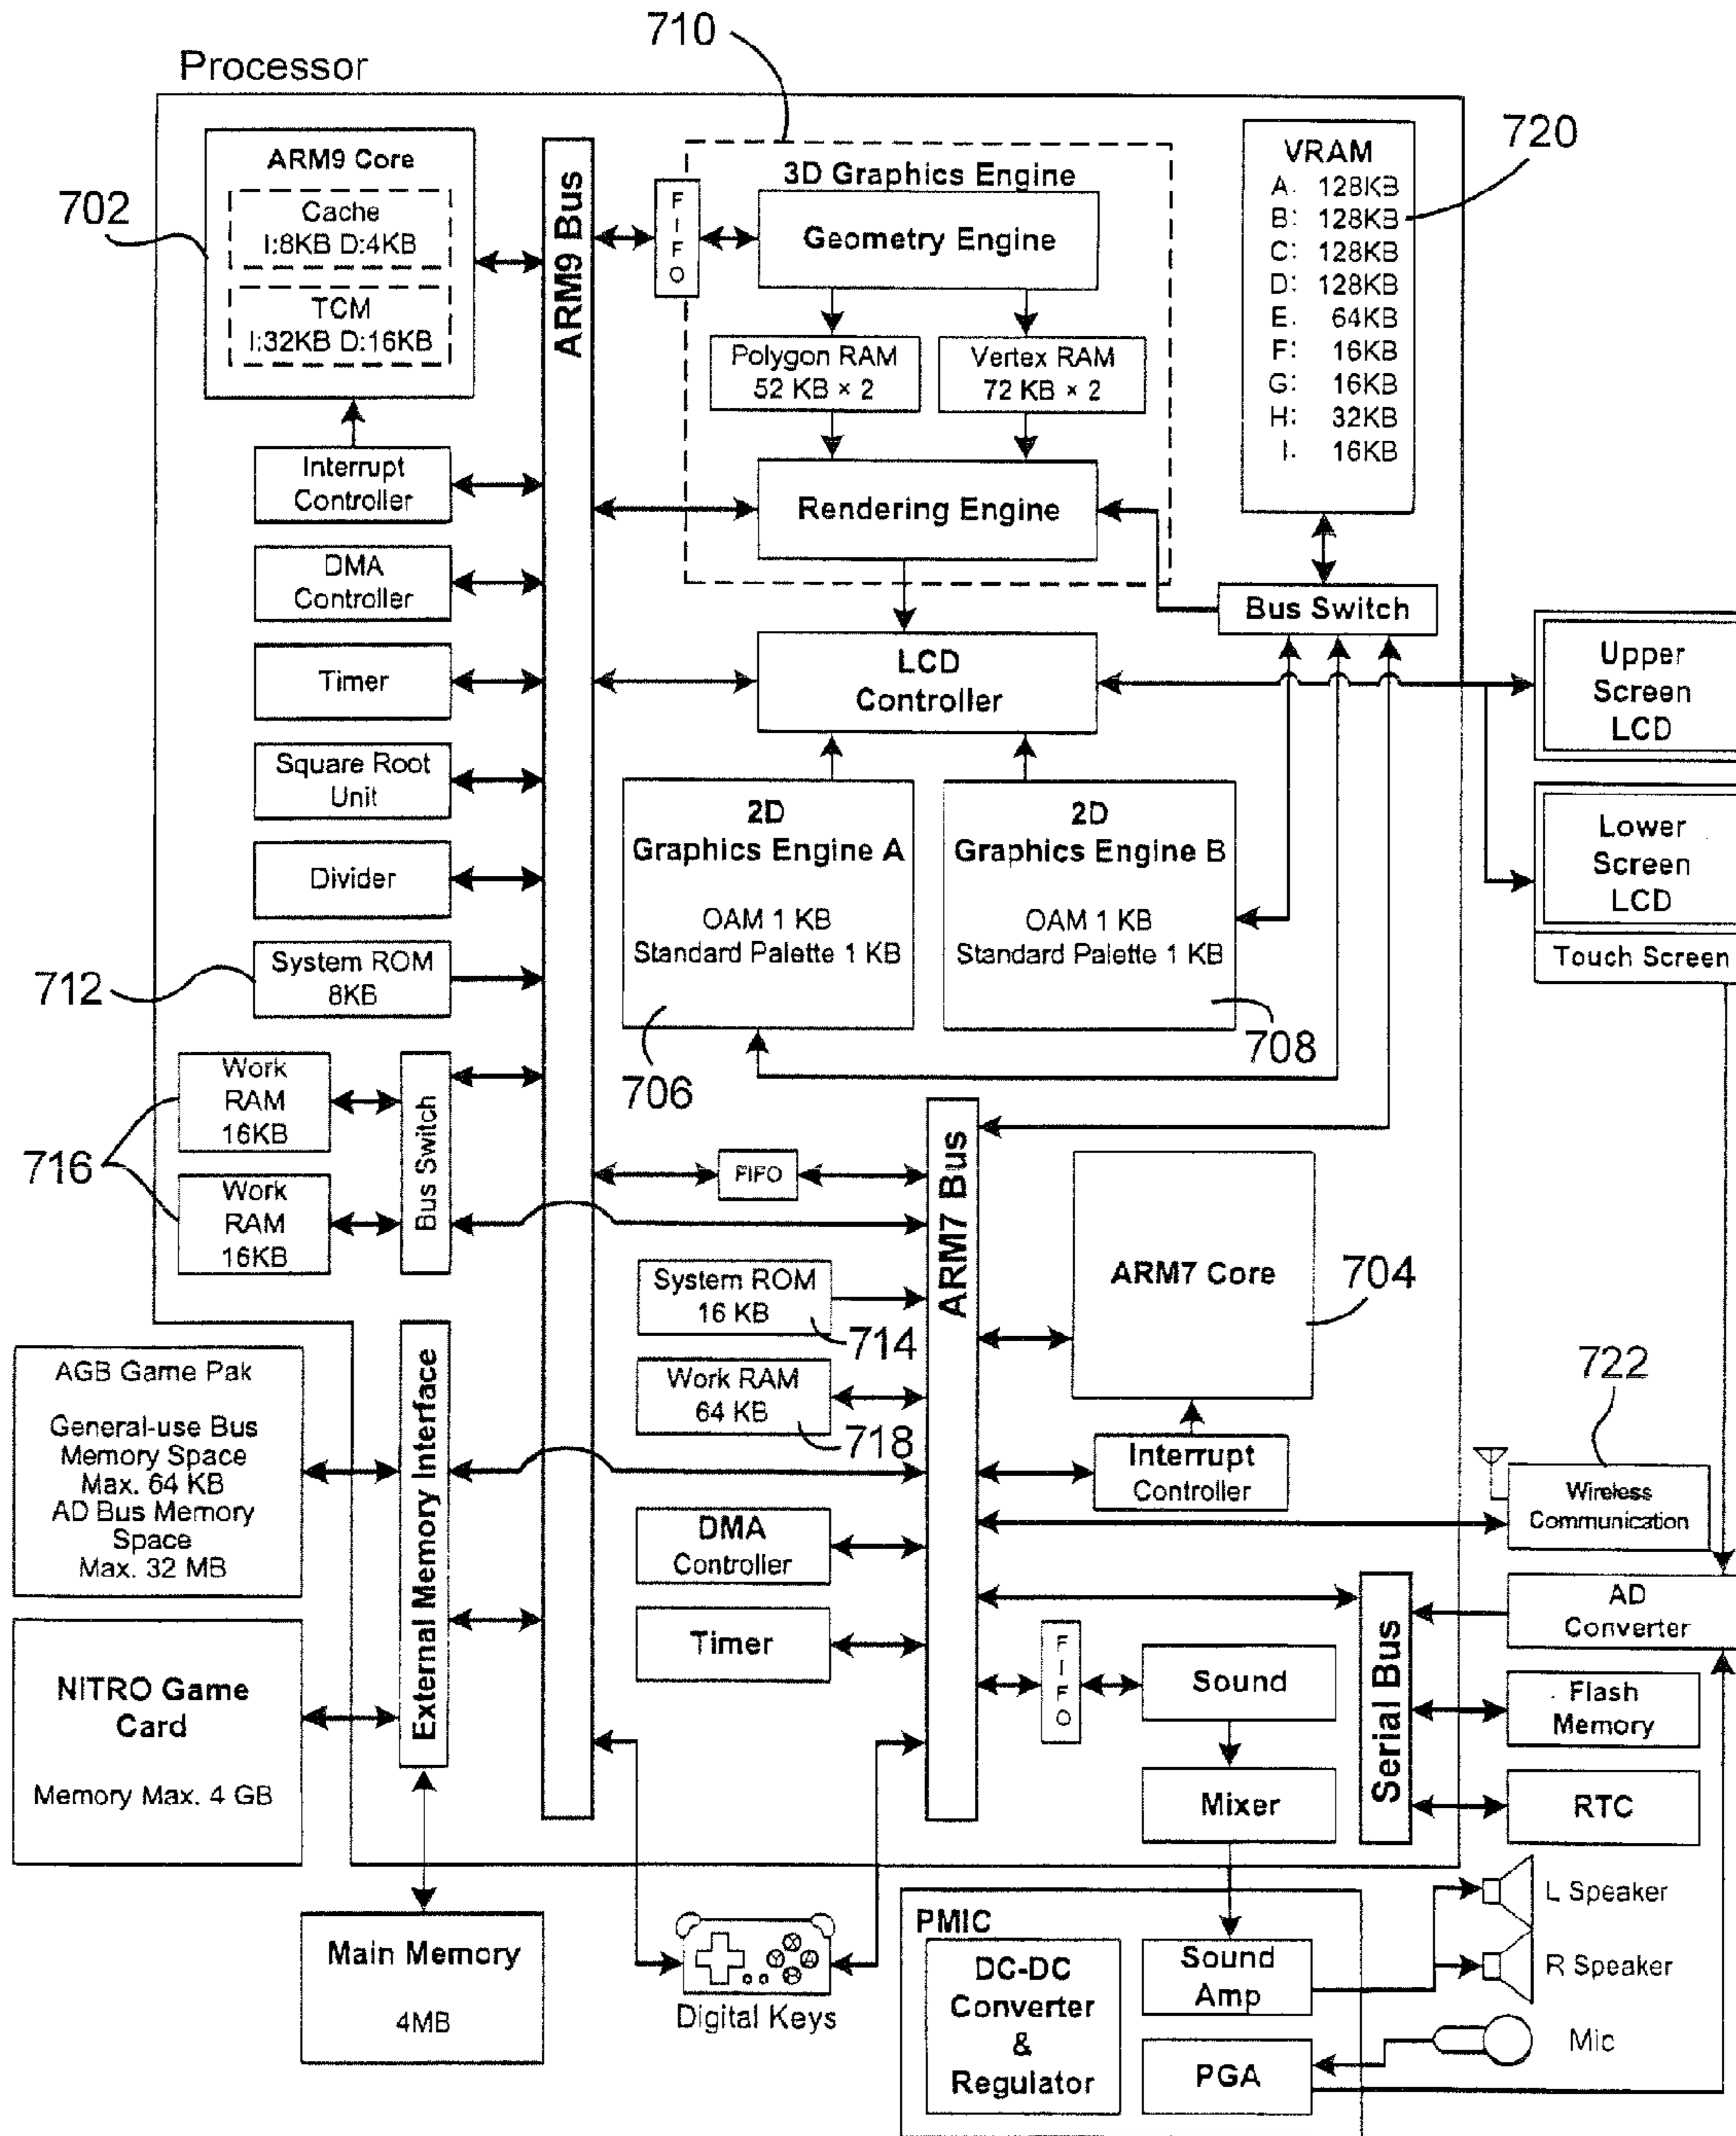 710
Processor
ARM9 Core
Cache
I:8KB D:4KB
TCM
I:32KB D:16KB
702
ARM9 Bus
FIFO
3D Graphics Engine
Geometry Engine
Polygon RAM
52 KB × 2
Vertex RAM
72 KB × 2
Rendering Engine
VRAM
A: 128KB
B: 128KB
C: 128KB
D: 128KB
E. 64KB
F: 16KB
G: 16KB
H: 32KB
I. 16KB
720
Interrupt
Controller
DMA
Controller
Timer
Square Root
Unit
Divider
System ROM
8KB
712
Bus Switch
LCD
Controller
Upper
Screen
LCD
Lower
Screen
LCD
Touch Screen
2D
Graphics Engine A
OAM 1 KB
Standard Palette 1 KB
706
2D
Graphics Engine B
OAM 1 KB
Standard Palette 1 KB
708
Work
RAM
16KB
716
Work
RAM
16KB
Bus Switch
FIFO
ARM7 Bus
System ROM
16 KB
714
Work RAM
64 KB
718
ARM7 Core
704
Interrupt
Controller
722
Wireless
Communication
AGB Game Pak
General-use Bus
Memory Space
Max. 64 KB
AD Bus Memory
Space
Max. 32 MB
External Memory Interface
NITRO Game
Card
Memory Max. 4 GB
DMA
Controller
Timer
FIFO
Sound
Mixer
Serial Bus
AD
Converter
Flash
Memory
RTC
Main Memory
4MB
Digital Keys
PMIC
DC-DC
Converter
&
Regulator
Sound
Amp
PGA
L Speaker
R Speaker
Mic